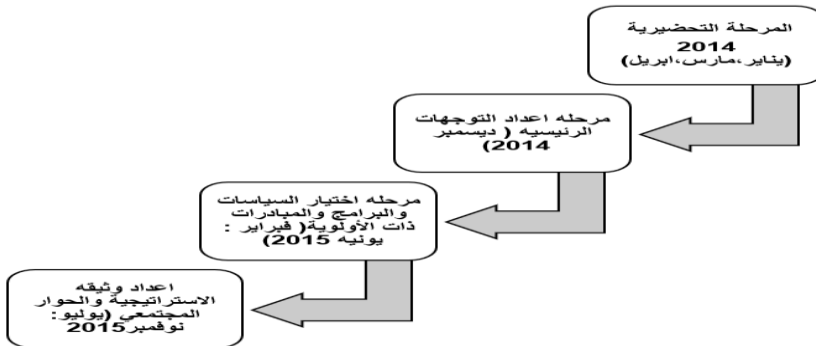 المرحلة التحضيرية
2014
(يناير،مارس،ابريل)
مرحله اعداد التوجهات
الرئيسيه ( ديسمبر
2014)
مرحله اختيار السياسات
والبرامج والمبادرات
ذات الأولوية( فبراير :
يونيه 2015)
اعداد وثيقه
الاستراتيجية والحوار
المجتمعي (يوليو:
نوفمبر2015